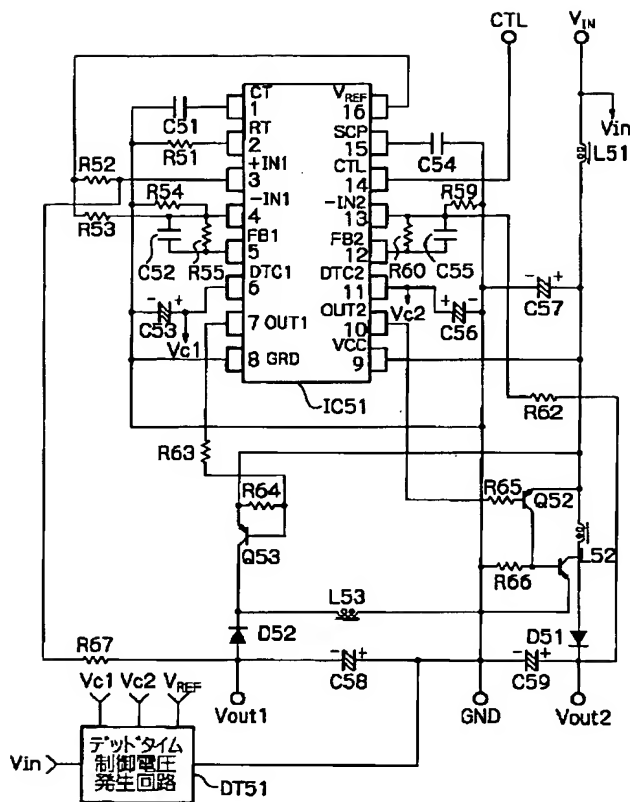 CTL
VIN
CT
VREF
C51
1
16
Vin
RT
SCP
L51
R51
2
15
C54
R52
+IN1
CTL
R54
3
14
R59
-IN1
-IN2
R53
4
13
FB1
FB2
5
12
C52
R55
R60
C55
DTC1
DTC2
- +
6
11
+ -
- +
C57
C53
Vc1
7 OUT1
OUT2
10
Vc2
C56
VCC
8 GRD
9
IC51
R62
R63
R64
R65
Q52
Q53
R66
L52
L53
D52
D51
R67
- +
- +
C58
C59
Vc1
Vc2
VREF
Vout1
GND
Vout2
Vin
デッドタイム
制御電圧
発生回路
DT51